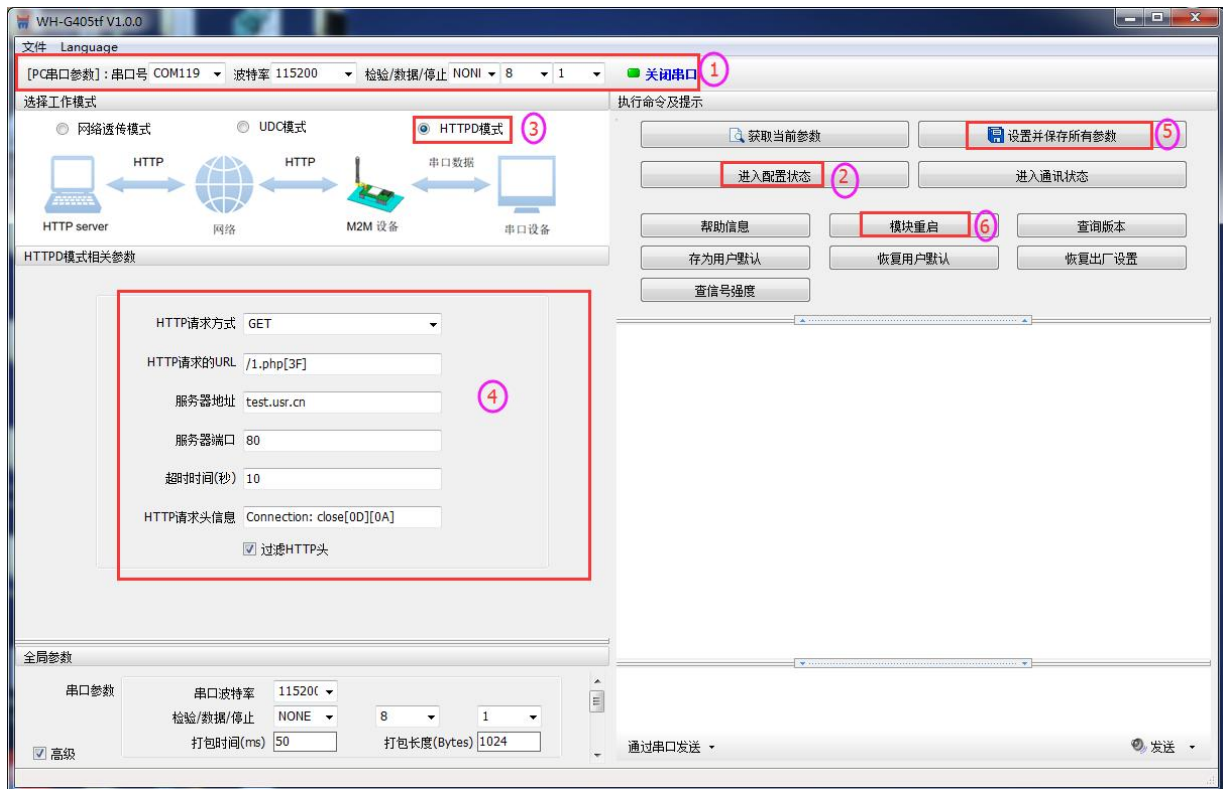 WH-G405tf V1.0.0
文件 Language
[PC串口参数]：串口号 COM119 波特率 115200 检验/数据/停止 NONI 8 1 关闭串口 1
选择工作模式
网络透传模式 UDC模式 HTTPD模式 3
HTTP HTTP 串口数据
HTTP server 网络 M2M 设备 串口设备
HTTPD模式相关参数
HTTP请求方式 GET
HTTP请求的URL /1.php[3F]
服务器地址 test.usr.cn
4
服务器端口 80
超时时间(秒) 10
HTTP请求头信息 Connection: close[0D][0A]
过滤HTTP头
全局参数
串口参数 串口波特率 11520(
检验/数据/停止 NONE 8 1
打包时间(ms) 50 打包长度(Bytes) 1024
高级
执行命令及提示
获取当前参数 设置并保存所有参数 5
进入配置状态 2 进入通讯状态
帮助信息 模块重启 6 查询版本
存为用户默认 恢复用户默认 恢复出厂设置
查信号强度
通过串口发送 发送